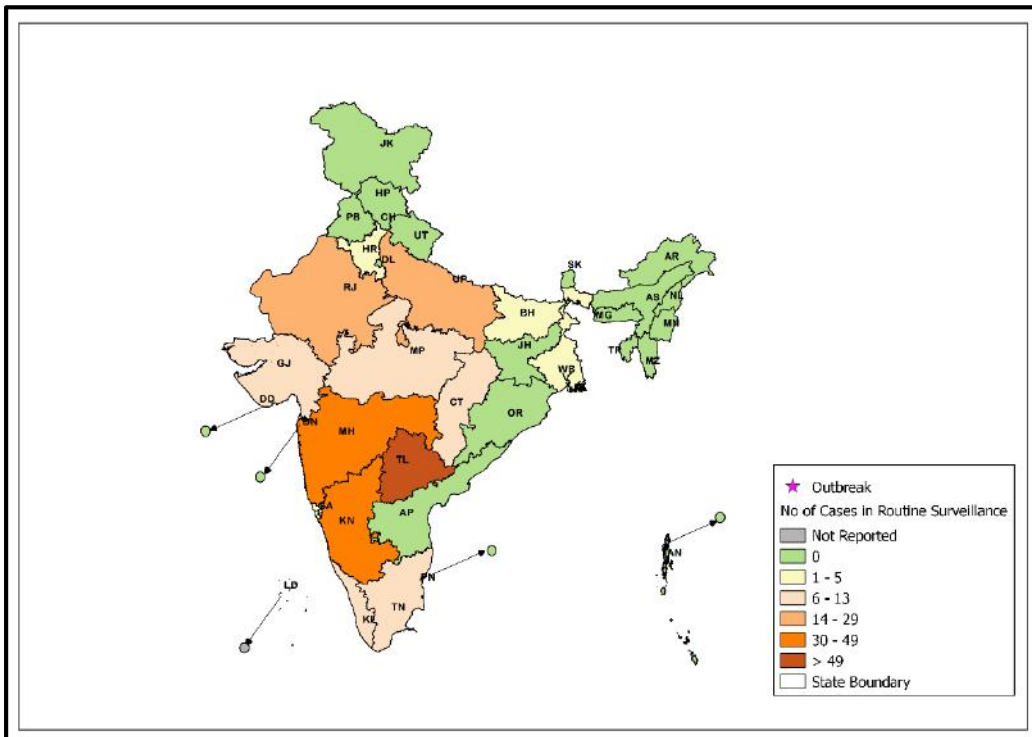 JK
HP
PB
CH
UT
HR
DL
RJ
UP
SK
AR
AS
NL
MG
MN
TR
MZ
BH
JH
WB
GJ
MP
CT
OR
DD
DN
MH
TL
GA
KN
AP
PN
AN
LD
KL
TN
Outbreak
No of Cases in Routine Surveillance
Not Reported
0
1 - 5
6 - 13
14 - 29
30 - 49
> 49
State Boundary